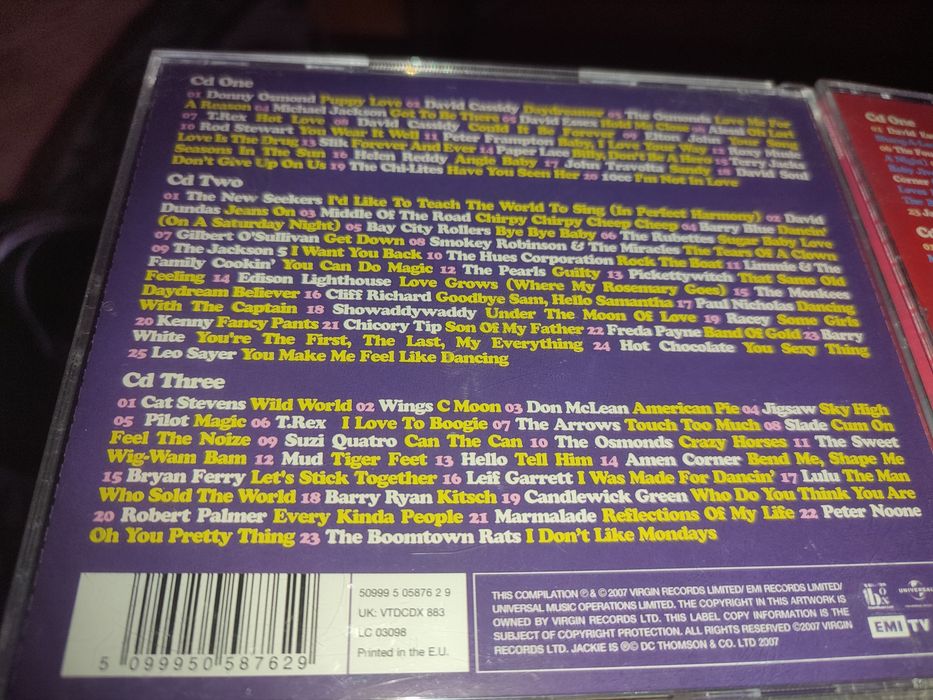 Cd One
01 Donny Osmond Puppy Love 02 David Cassidy Daydreamer 03 The Osmonds Love Me For
A Reason 04 Michael Jackson Got To Be There 05 David Essex Hold Me Close 06 Alessi Oh Lori
07 T.Rex Hot Love 08 David Cassidy Could It Be Forever 09 Elton John Your Song
10 Rod Stewart You Wear It Well 11 Peter Frampton Baby, I Love Your Way 12 Roxy Music
Love Is The Drug 13 Slik Forever And Ever 14 Paper Lace Billy, Don't Be A Hero 15 Terry Jacks
Seasons In The Sun 16 Helen Reddy Angie Baby 17 John Travolta Sandy 18 David Soul
Don't Give Up On Us 19 The Chi-Lites Have You Seen Her 20 10cc I'm Not In Love
Cd Two
01 The New Seekers I'd Like To Teach The World To Sing (In Perfect Harmony) 02 David
Dundas Jeans On 03 Middle Of The Road Chirpy Chirpy Cheep Cheep 04 Barry Blue Dancin'
(On A Saturday Night) 05 Bay City Rollers Bye Bye Baby 06 The Rubettes Sugar Baby Love
07 Gilbert O'Sullivan Get Down 08 Smokey Robinson & The Miracles The Tears Of A Clown
09 The Jackson 5 I Want You Back 10 The Hues Corporation Rock The Boat 11 Limmie & The
Family Cookin' You Can Do Magic 12 The Pearls Guilty 13 Pickettywitch That Same Old
Feeling 14 Edison Lighthouse Love Grows (Where My Rosemary Goes) 15 The Monkees
Daydream Believer 16 Cliff Richard Goodbye Sam, Hello Samantha 17 Paul Nicholas Dancing
With The Captain 18 Showaddywaddy Under The Moon Of Love 19 Racey Some Girls
20 Kenny Fancy Pants 21 Chicory Tip Son Of My Father 22 Freda Payne Band Of Gold 23 Barry
White You're The First, The Last, My Everything 24 Hot Chocolate You Sexy Thing
25 Leo Sayer You Make Me Feel Like Dancing
Cd Three
01 Cat Stevens Wild World 02 Wings C Moon 03 Don McLean American Pie 04 Jigsaw Sky High
05 Pilot Magic 06 T.Rex I Love To Boogie 07 The Arrows Touch Too Much 08 Slade Cum On
Feel The Noize 09 Suzi Quatro Can The Can 10 The Osmonds Crazy Horses 11 The Sweet
Wig-Wam Bam 12 Mud Tiger Feet 13 Hello Tell Him 14 Amen Corner Bend Me, Shape Me
15 Bryan Ferry Let's Stick Together 16 Leif Garrett I Was Made For Dancin' 17 Lulu The Man
Who Sold The World 18 Barry Ryan Kitsch 19 Candlewick Green Who Do You Think You Are
20 Robert Palmer Every Kinda People 21 Marmalade Reflections Of My Life 22 Peter Noone
Oh You Pretty Thing 23 The Boomtown Rats I Don't Like Mondays
5 099950 587629
50999 5 05876 2 9
UK: VTDCDX 883
LC 03098
Printed in the E.U.
THIS COMPILATION ℗ & © 2007 VIRGIN RECORDS LIMITED/ EMI RECORDS LIMITED/
UNIVERSAL MUSIC OPERATIONS LIMITED. THE COPYRIGHT IN THIS ARTWORK IS
OWNED BY VIRGIN RECORDS LTD. THIS LABEL COPY INFORMATION IS THE
SUBJECT OF COPYRIGHT PROTECTION. ALL RIGHTS RESERVED ©2007 VIRGIN
RECORDS LTD. JACKIE IS ®© DC THOMSON & CO. LTD 2007
UNIVERSAL
EMI TV
Cd One
01 David